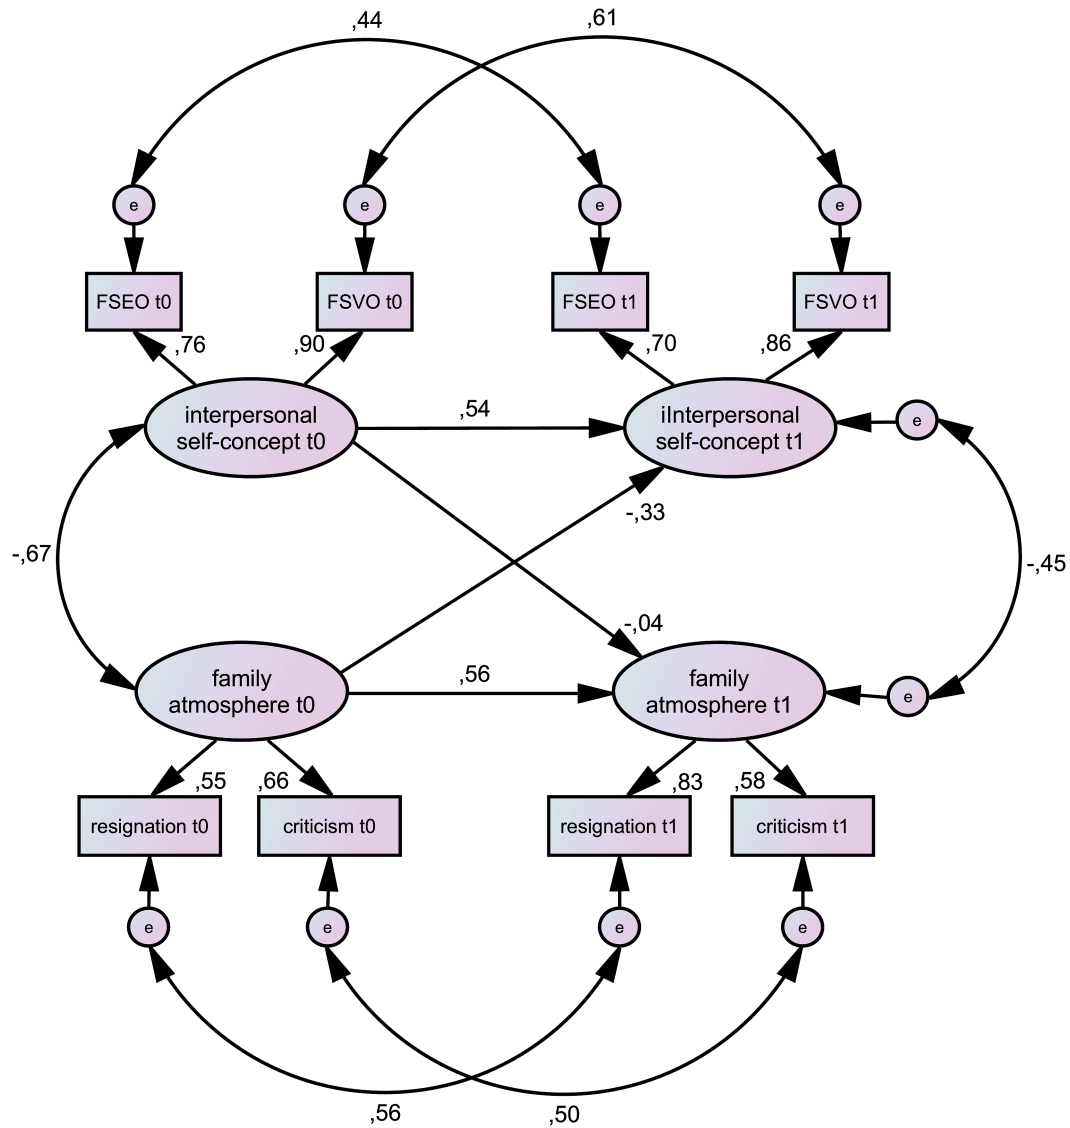 ,44
,61
e
e
e
e
FSEO t0
FSVO t0
FSEO t1
FSVO t1
,76
,90
,70
,86
interpersonal
self-concept t0
,54
iInterpersonal
self-concept t1
e
-,33
-,67
-,45
-,04
family
atmosphere t0
,56
family
atmosphere t1
e
,55
,66
,83
,58
resignation t0
criticism t0
resignation t1
criticism t1
e
e
e
e
,56
,50